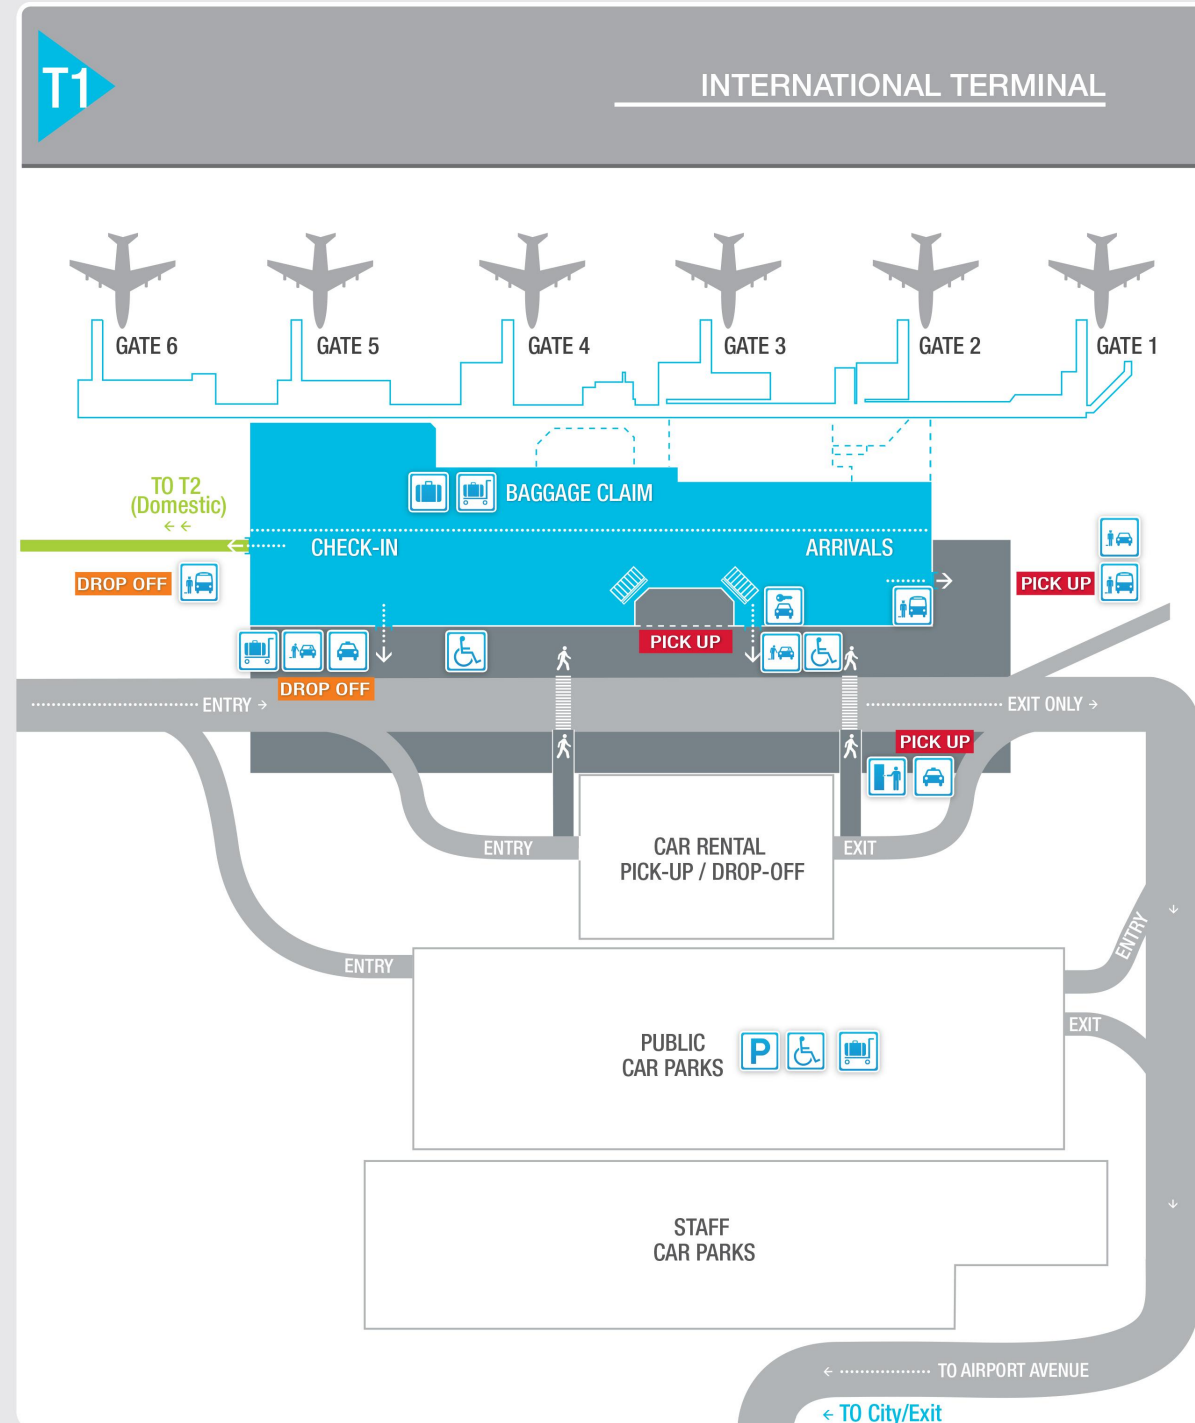 T1
INTERNATIONAL TERMINAL
GATE 6
GATE 5
GATE 4
GATE 3
GATE 2
GATE 1
TO T2
(Domestic)
← ←
BAGGAGE CLAIM
CHECK-IN
ARRIVALS
DROP OFF
PICK UP
PICK UP
DROP OFF
ENTRY →
EXIT ONLY →
PICK UP
ENTRY
CAR RENTAL
PICK-UP / DROP-OFF
EXIT
ENTRY
ENTRY
EXIT
PUBLIC
CAR PARKS
P
STAFF
CAR PARKS
← TO AIRPORT AVENUE
← TO City/Exit